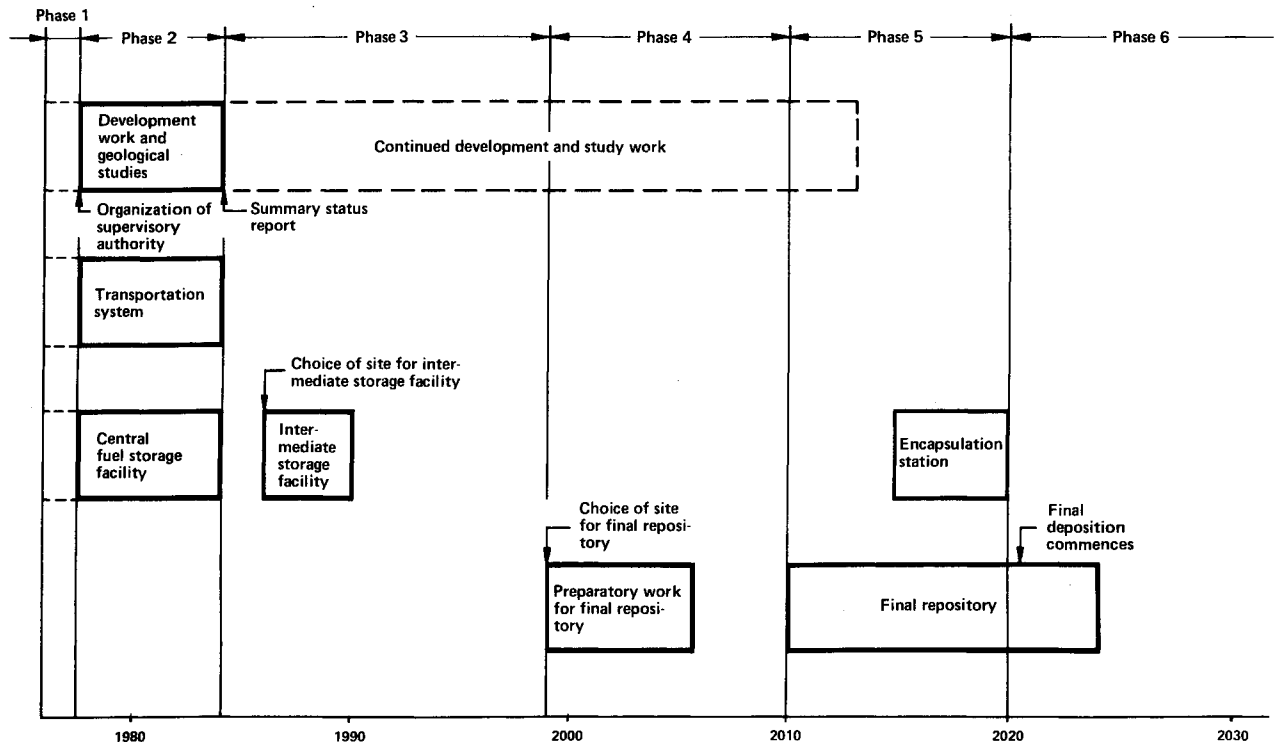 Phase 1
Phase 2
Phase 3
Phase 4
Phase 5
Phase 6
Development
work and
geological
studies
Continued development and study work
Organization of
supervisory
authority
Summary status
report
Transportation
system
Choice of site for inter-
mediate storage facility
Central
fuel storage
facility
Inter-
mediate
storage
facility
Encapsulation
station
Choice of site
for final reposi-
tory
Final
deposition
commences
Preparatory work
for final reposi-
tory
Final repository
1980
1990
2000
2010
2020
2030